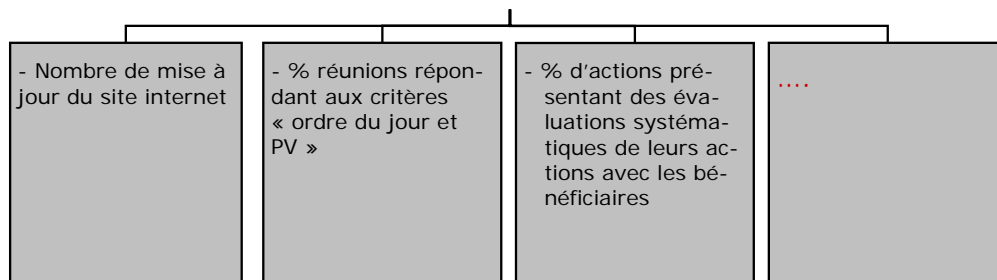 - Nombre de mise à
jour du site internet
- % réunions répon-
dant aux critères
« ordre du jour et
PV »
- % d'actions pré-
sentant des éva-
luations systéma-
tiques de leurs ac-
tions avec les bé-
néficiaires
....